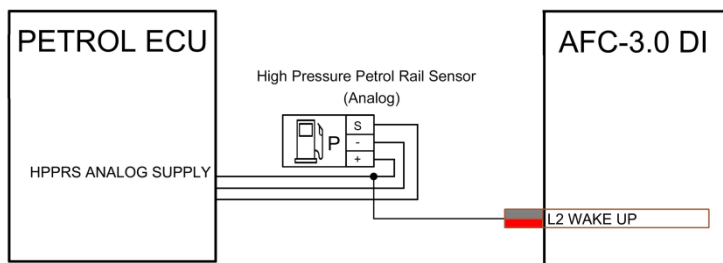 PETROL ECU
AFC-3.0 DI
High Pressure Petrol Rail Sensor
(Analog)
S
P
-
+
HPPRS ANALOG SUPPLY
L2 WAKE UP